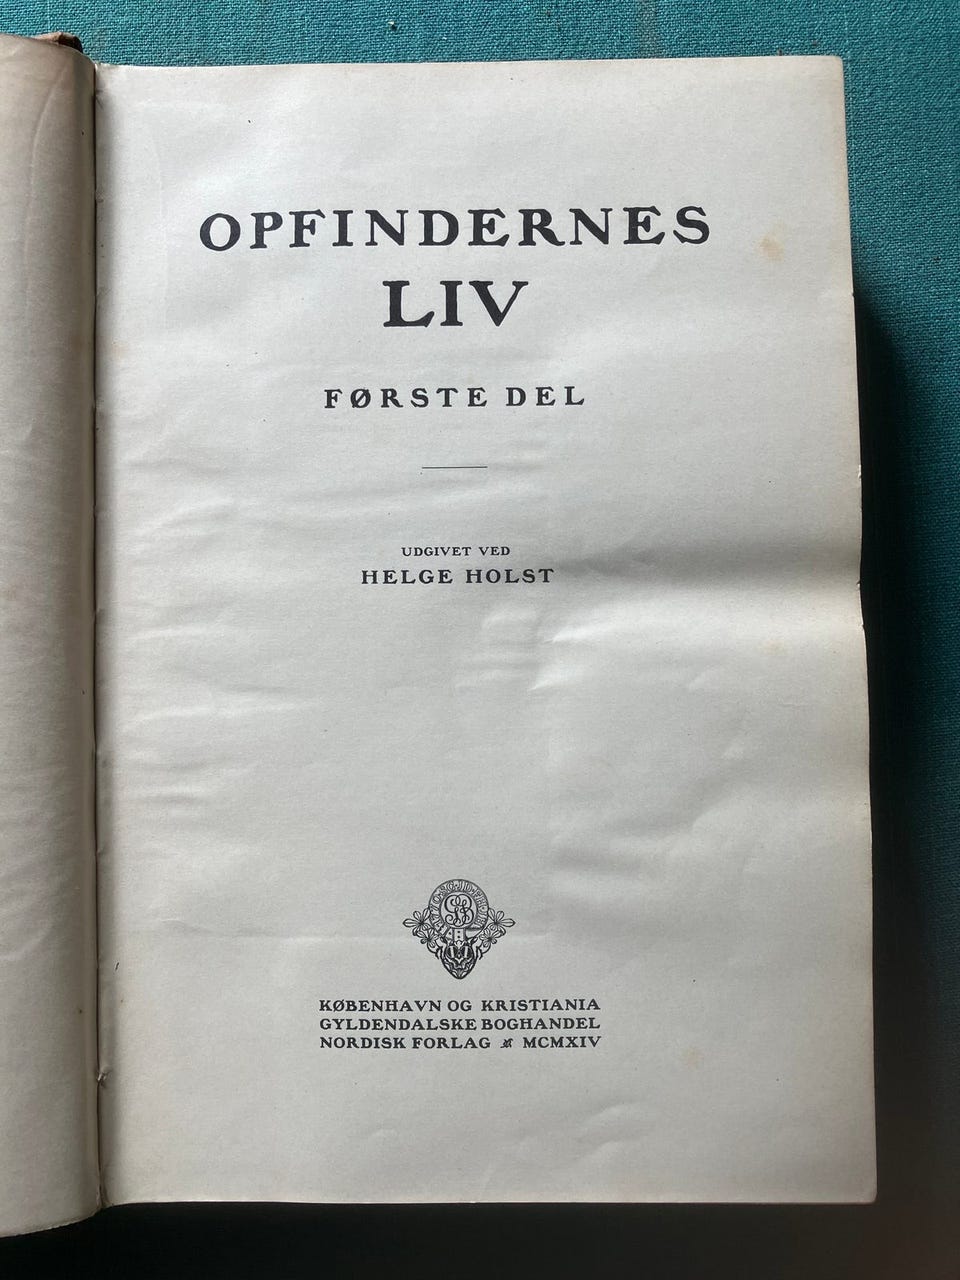 OPFINDERNES
LIV
FØRSTE DEL
UDGIVET VED
HELGE HOLST
KØBENHAVN OG KRISTIANIA
GYLDENDALSKE BOGHANDEL
NORDISK FORLAG MCMXIV